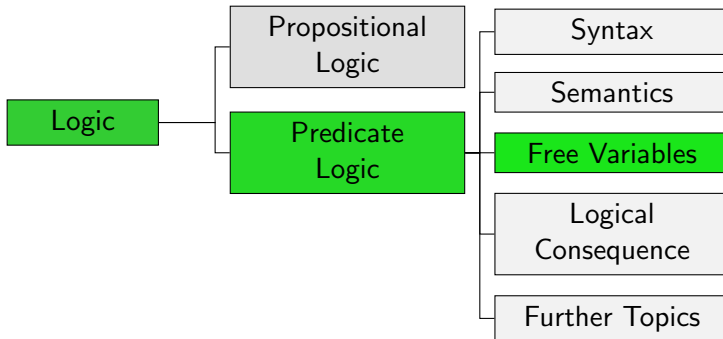 Logic
Propositional
Logic
Predicate
Logic
Syntax
Semantics
Free Variables
Logical
Consequence
Further Topics